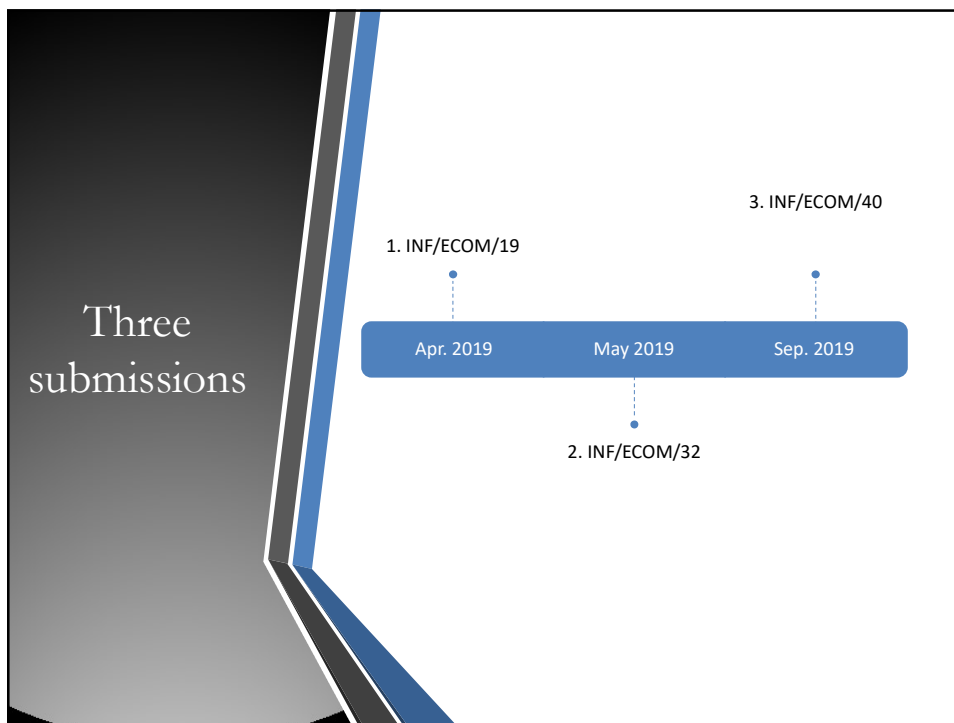 Three
submissions
1. INF/ECOM/19
3. INF/ECOM/40
Apr. 2019
May 2019
Sep. 2019
2. INF/ECOM/32